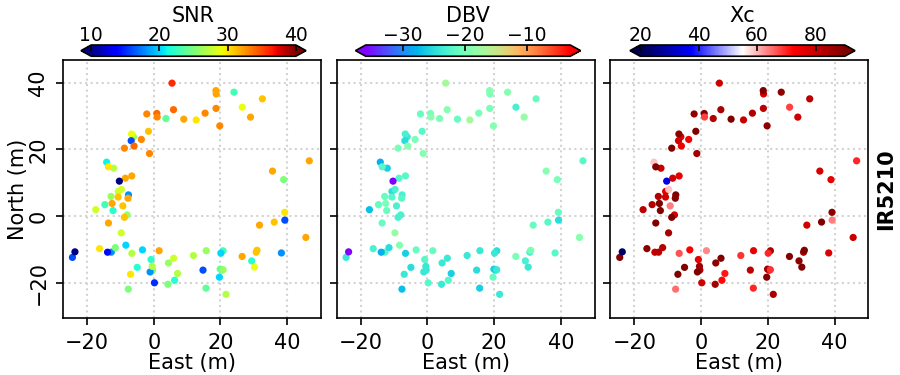 SNR DBV Xc
10 20 30 40 −30 −20 −10 20 40 60 80
North (m)
40
20
0
−20
−20 0 20 40 −20 0 20 40 −20 0 20 40
East (m) East (m) East (m)
IR5210